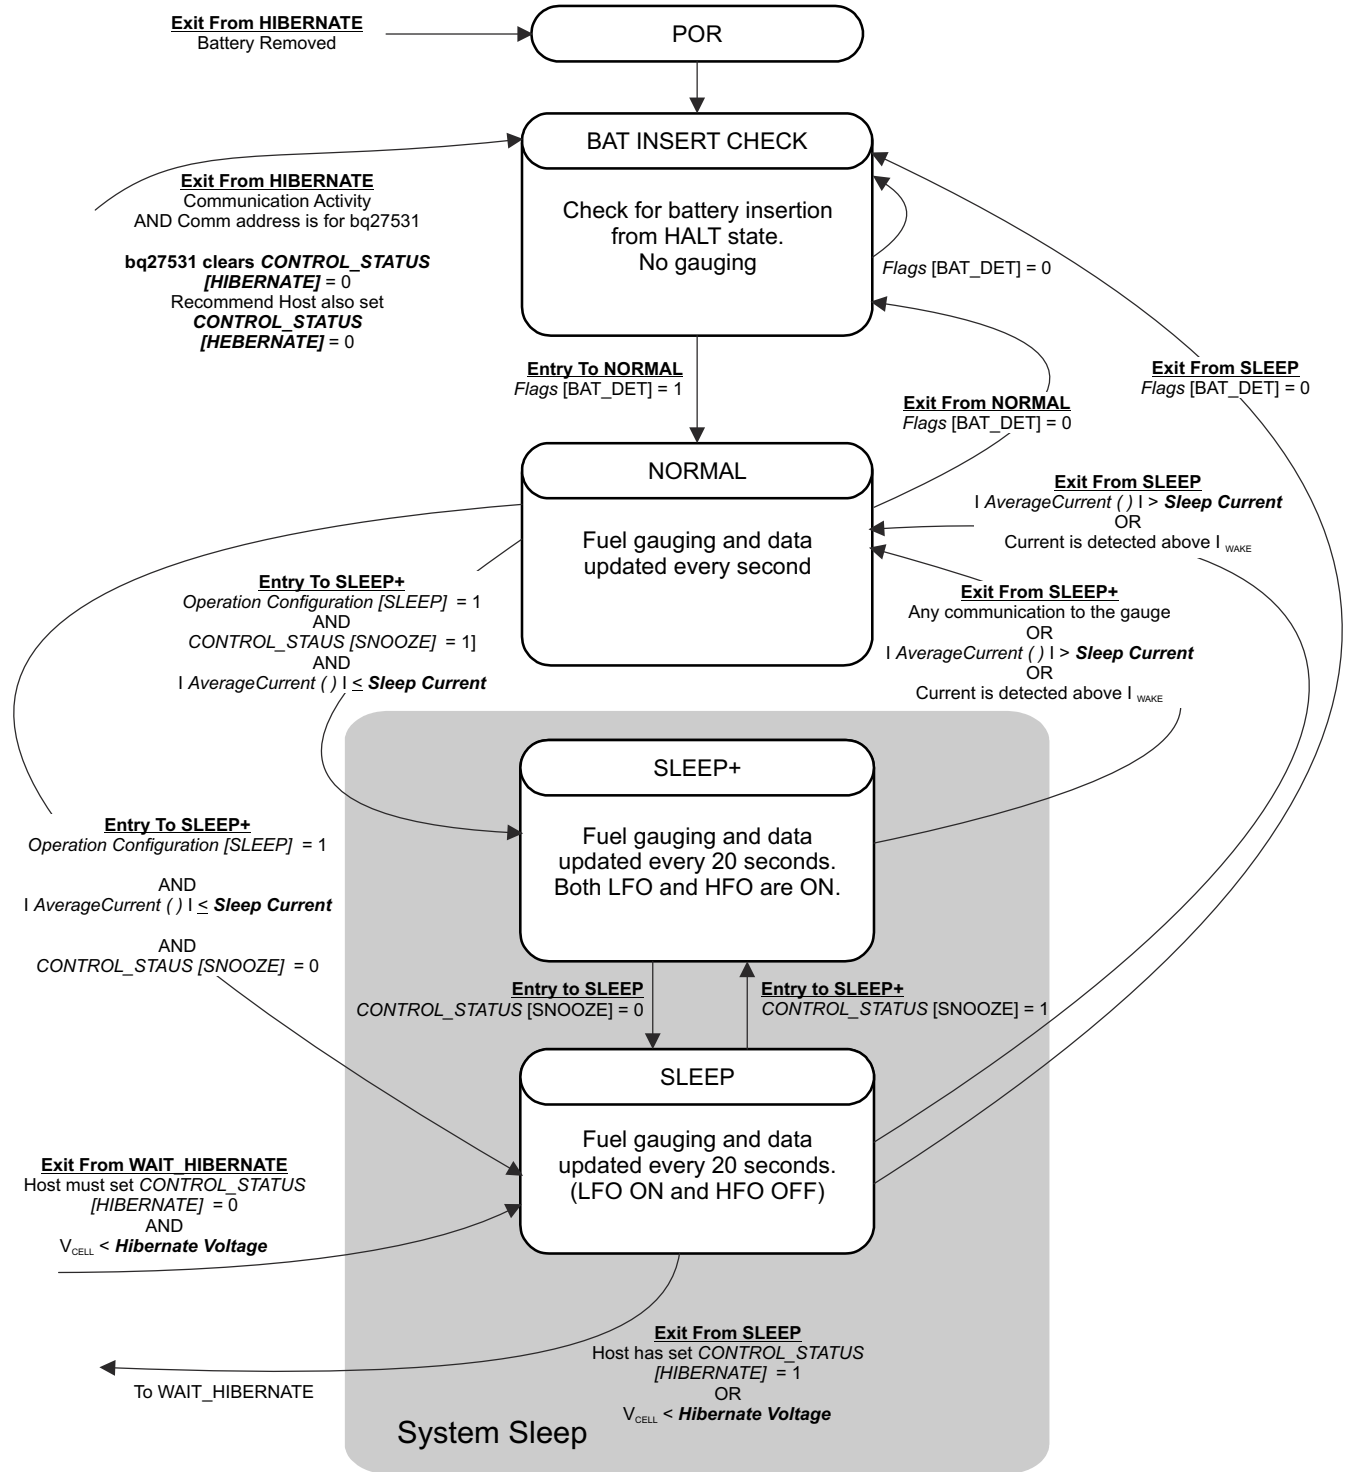 Exit From HIBERNATE
Battery Removed
POR
BAT INSERT CHECK
Check for battery insertion
from HALT state.
No gauging
Exit From HIBERNATE
Communication Activity
AND Comm address is for bq27531
bq27531 clears CONTROL_STATUS
[HIBERNATE] = 0
Recommend Host also set
CONTROL_STATUS
[HEBERNATE] = 0
Flags [BAT_DET] = 0
Entry To NORMAL
Flags [BAT_DET] = 1
Exit From NORMAL
Flags [BAT_DET] = 0
Exit From SLEEP
Flags [BAT_DET] = 0
NORMAL
Fuel gauging and data
updated every second
Exit From SLEEP
I AverageCurrent ( ) I > Sleep Current
OR
Current is detected above I WAKE
Entry To SLEEP+
Operation Configuration [SLEEP] = 1
AND
CONTROL_STAUS [SNOOZE] = 1]
AND
I AverageCurrent ( ) I ≤ Sleep Current
Exit From SLEEP+
Any communication to the gauge
OR
I AverageCurrent ( ) I > Sleep Current
OR
Current is detected above I WAKE
SLEEP+
Fuel gauging and data
updated every 20 seconds.
Both LFO and HFO are ON.
Entry To SLEEP+
Operation Configuration [SLEEP] = 1
AND
I AverageCurrent ( ) I ≤ Sleep Current
AND
CONTROL_STAUS [SNOOZE] = 0
Entry to SLEEP
CONTROL_STATUS [SNOOZE] = 0
Entry to SLEEP+
CONTROL_STATUS [SNOOZE] = 1
SLEEP
Fuel gauging and data
updated every 20 seconds.
(LFO ON and HFO OFF)
Exit From WAIT_HIBERNATE
Host must set CONTROL_STATUS
[HIBERNATE] = 0
AND
VCELL < Hibernate Voltage
Exit From SLEEP
Host has set CONTROL_STATUS
[HIBERNATE] = 1
OR
VCELL < Hibernate Voltage
To WAIT_HIBERNATE
System Sleep